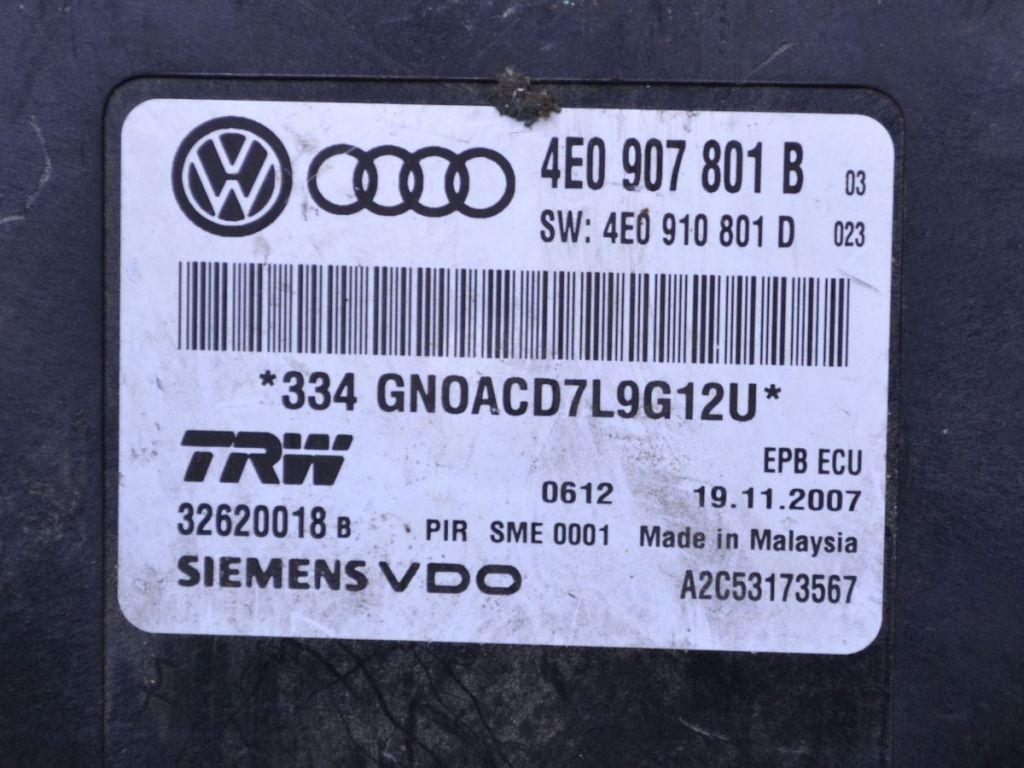 4E0 907 801 B 03
SW: 4E0 910 801 D 023
*334 GN0ACD7L9G12U*
TRW
EPB ECU
0612 19.11.2007
32620018 B PIR SME 0001 Made in Malaysia
SIEMENS VDO A2C53173567